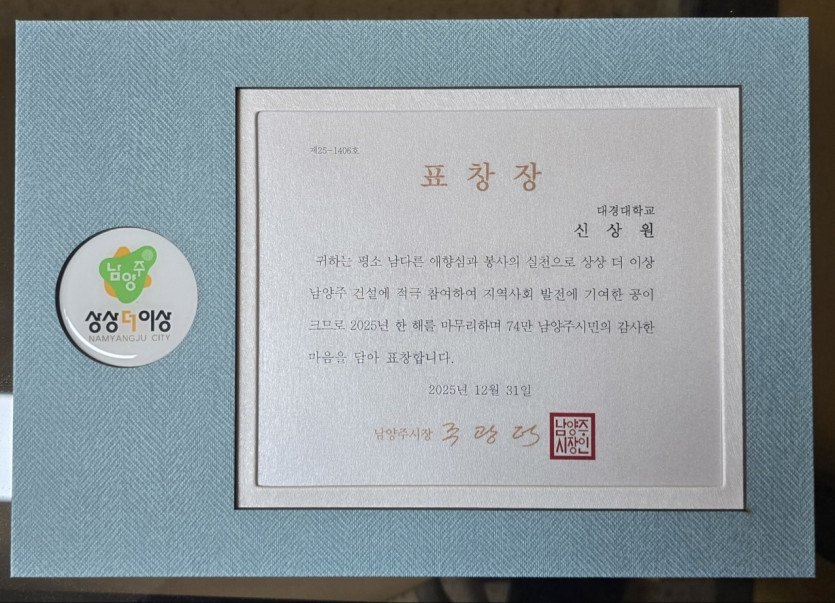 남양주
상상더이상
NAMYANGJU CITY
제25-1406호
표 창 장
대경대학교
신 상 원
귀하는 평소 남다른 애향심과 봉사의 실천으로 상상 더 이상
남양주 건설에 적극 참여하여 지역사회 발전에 기여한 공이
크므로 2025년 한 해를 마무리하며 74만 남양주시민의 감사한
마음을 담아 표창합니다.
2025년 12월 31일
남양주시장 주 광 덕
남양주
시장인